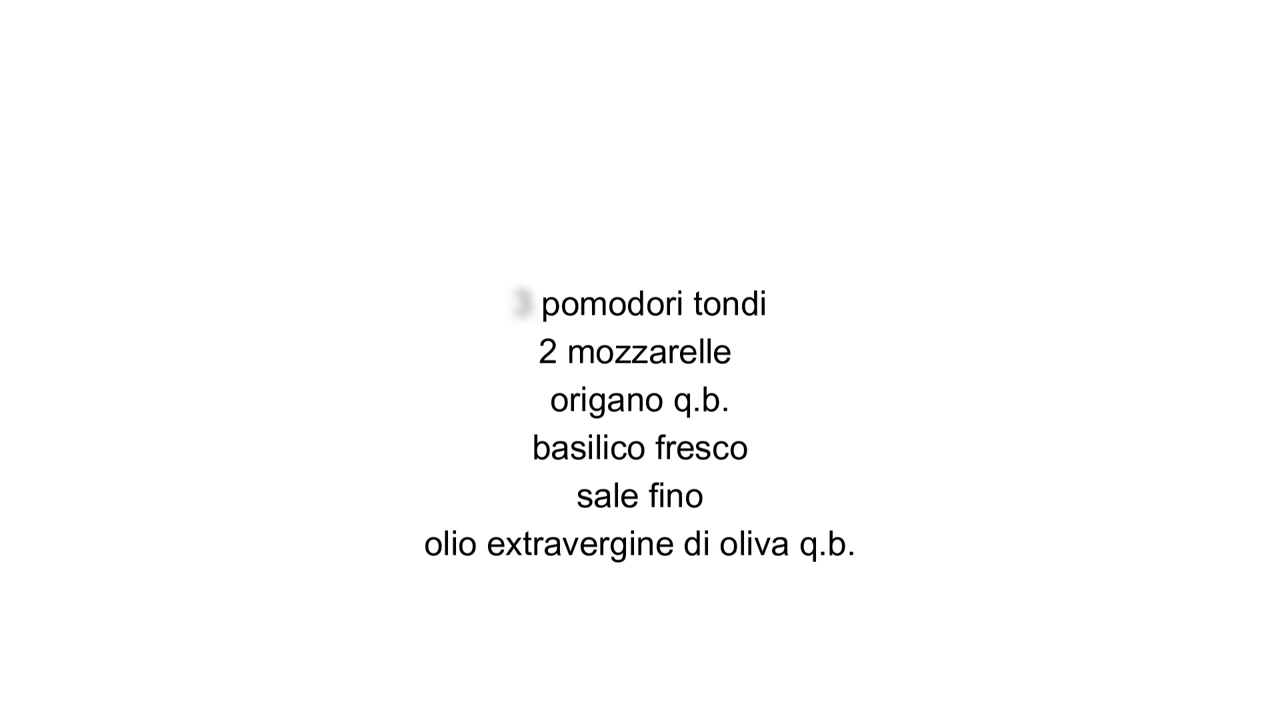 pomodori tondi
2 mozzarelle
origano q.b.
basilico fresco
sale fino
olio extravergine di oliva q.b.